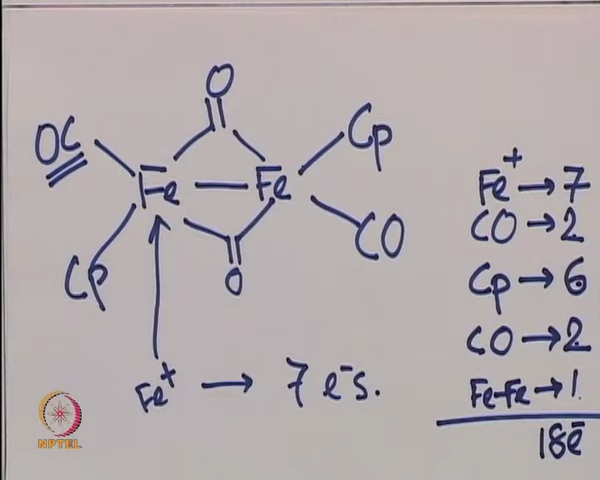 O
OC Fe — Fe Cp
Cp O CO
Fe⁺ → 7 e⁻s.
Fe⁺ → 7
CO → 2
Cp → 6
CO → 2
Fe-Fe → 1
18e⁻
NPTEL